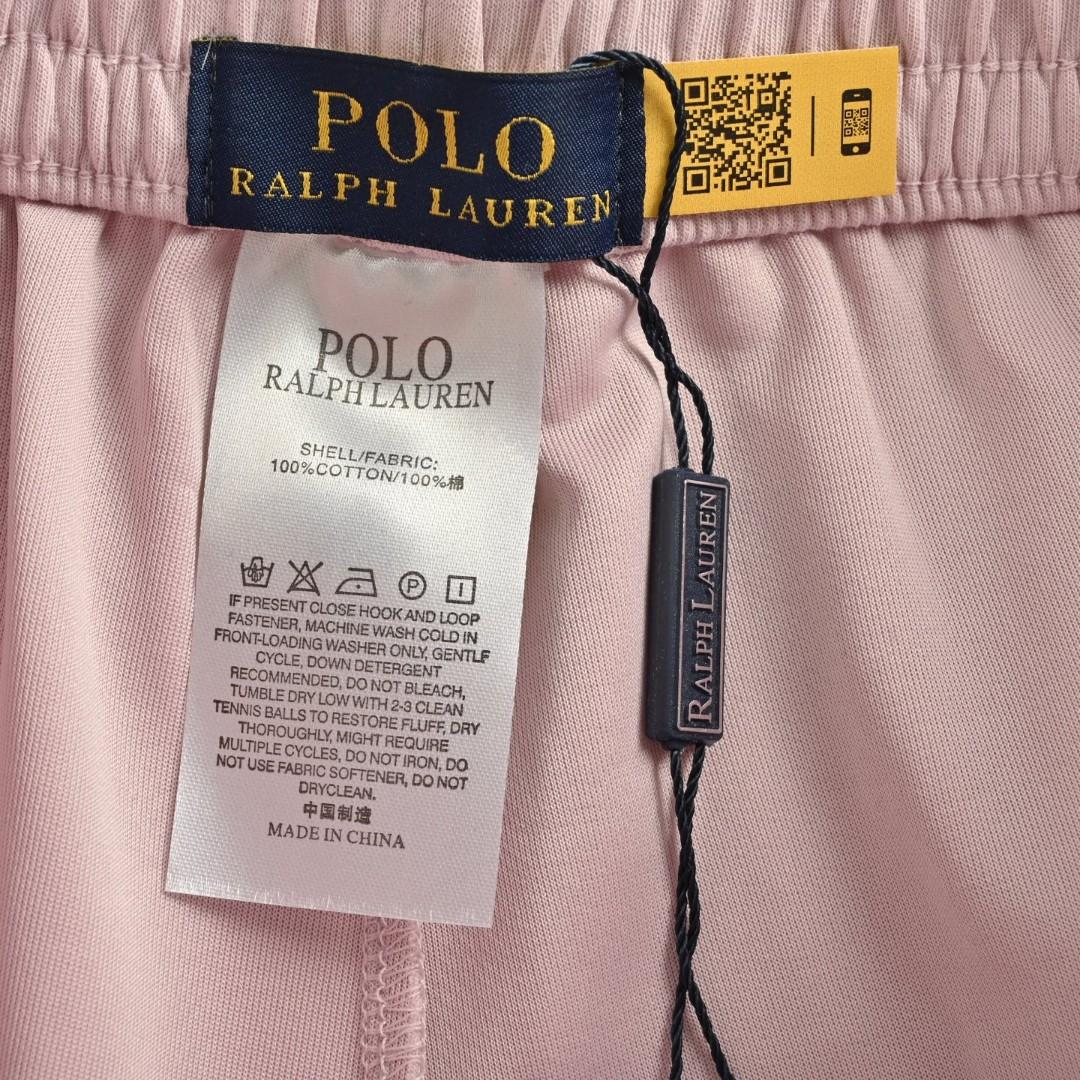 POLO
RALPH LAUREN
POLO
RALPH LAUREN
SHELL/FABRIC:
100%COTTON/100%棉
P
I
IF PRESENT CLOSE HOOK AND LOOP
FASTENER, MACHINE WASH COLD IN
FRONT-LOADING WASHER ONLY, GENTLF
CYCLE, DOWN DETERGENT
RECOMMENDED, DO NOT BLEACH,
TUMBLE DRY LOW WITH 2-3 CLEAN
TENNIS BALLS TO RESTORE FLUFF, DRY
THOROUGHLY, MIGHT REQUIRE
MULTIPLE CYCLES, DO NOT IRON, DO
NOT USE FABRIC SOFTENER, DO NOT
DRYCLEAN.
中国制造
MADE IN CHINA
RALPH LAUREN